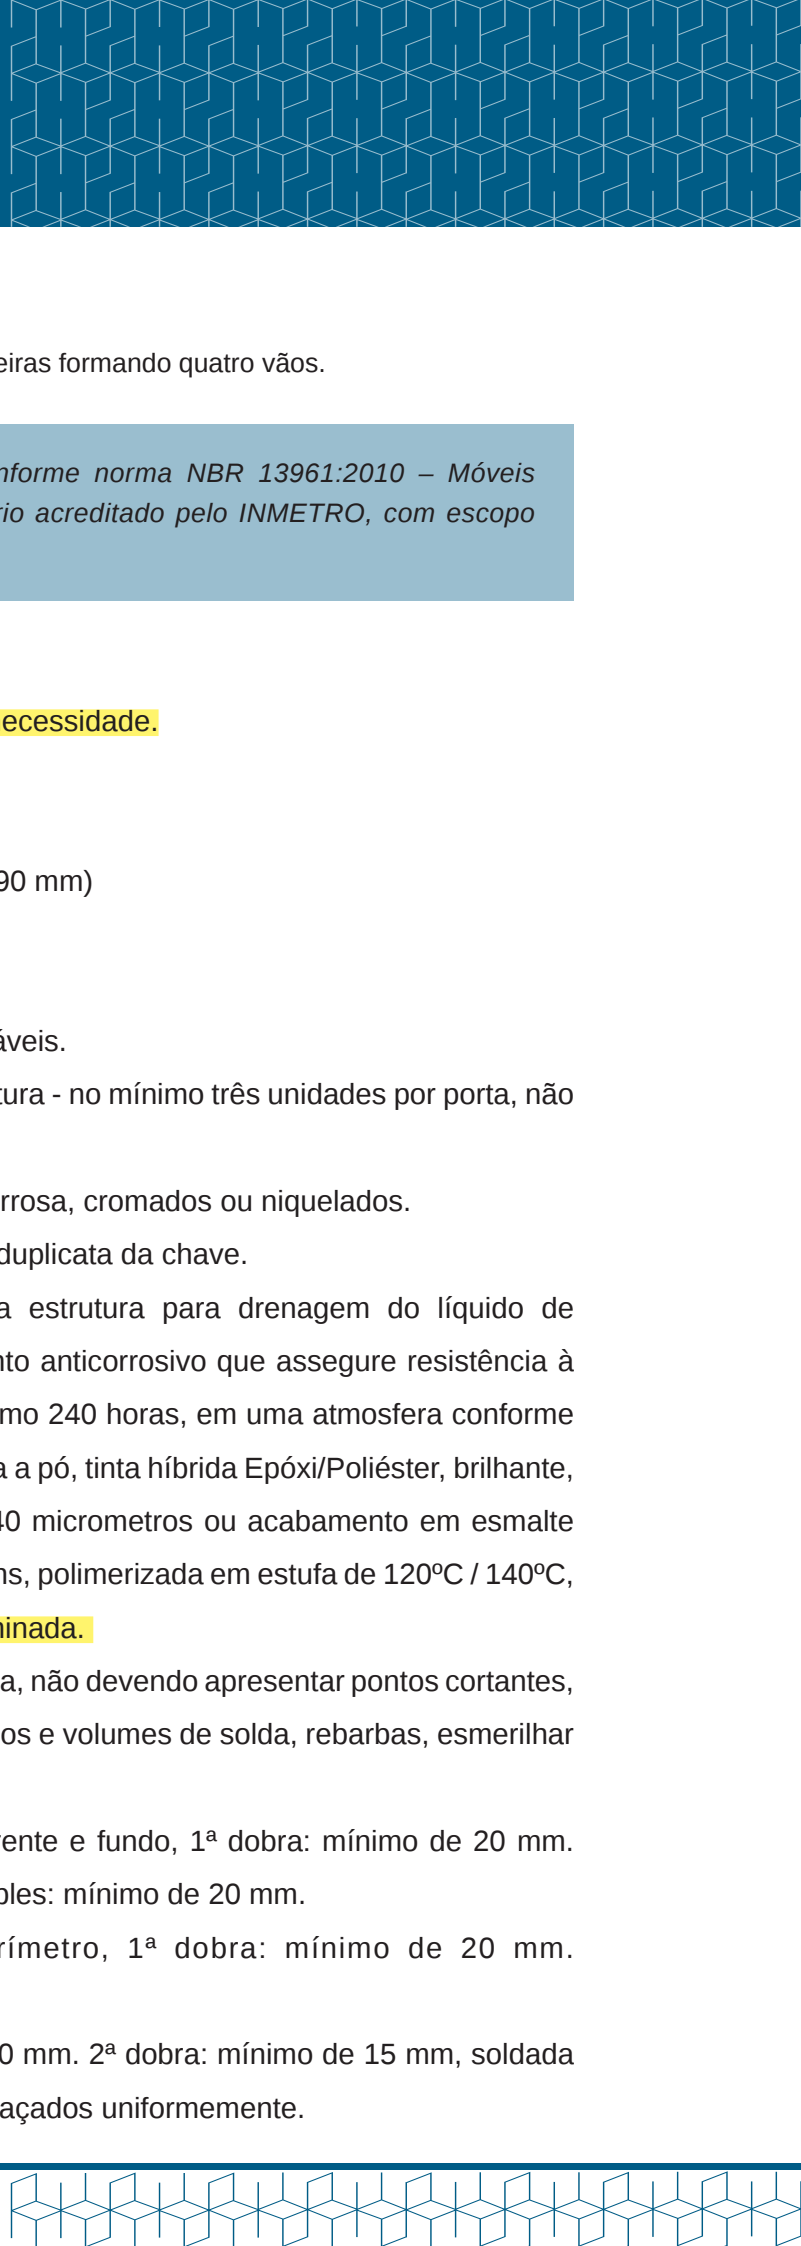 eiras formando quatro vãos.
nforme norma NBR 13961:2010 – Móveis
rio acreditado pelo INMETRO, com escopo
ecessidade.
90 mm)
áveis.
tura - no mínimo três unidades por porta, não
rrosa, cromados ou niquelados.
duplicata da chave.
a estrutura para drenagem do líquido de
nto anticorrosivo que assegure resistência à
mo 240 horas, em uma atmosfera conforme
a a pó, tinta híbrida Epóxi/Poliéster, brilhante,
40 micrometros ou acabamento em esmalte
ns, polimerizada em estufa de 120ºC / 140ºC,
inada.
a, não devendo apresentar pontos cortantes,
os e volumes de solda, rebarbas, esmerilhar
rente e fundo, 1ª dobra: mínimo de 20 mm.
ples: mínimo de 20 mm.
rímetro, 1ª dobra: mínimo de 20 mm.
0 mm. 2ª dobra: mínimo de 15 mm, soldada
açados uniformemente.